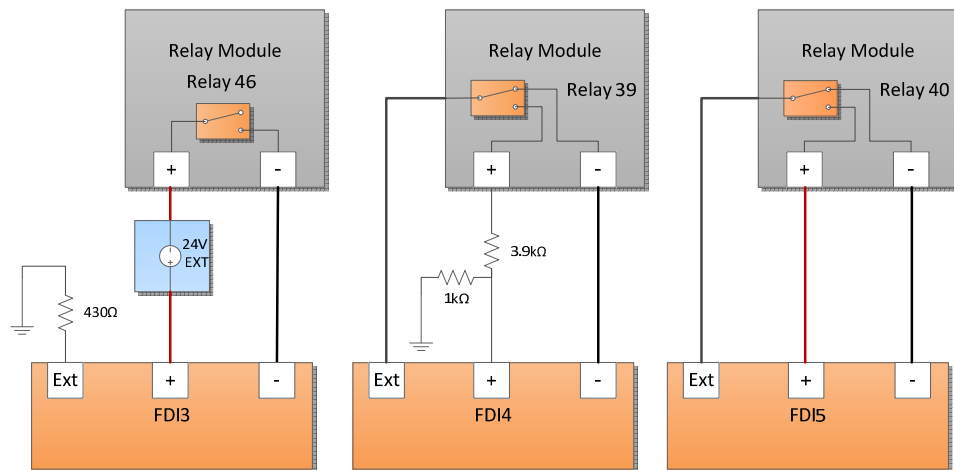 Relay Module
Relay 46
+
-
24V
EXT
430Ω
Ext
+
-
FDI3
Relay Module
Relay 39
+
-
3.9kΩ
1kΩ
Ext
+
-
FDI4
Relay Module
Relay 40
+
-
Ext
+
-
FDI5